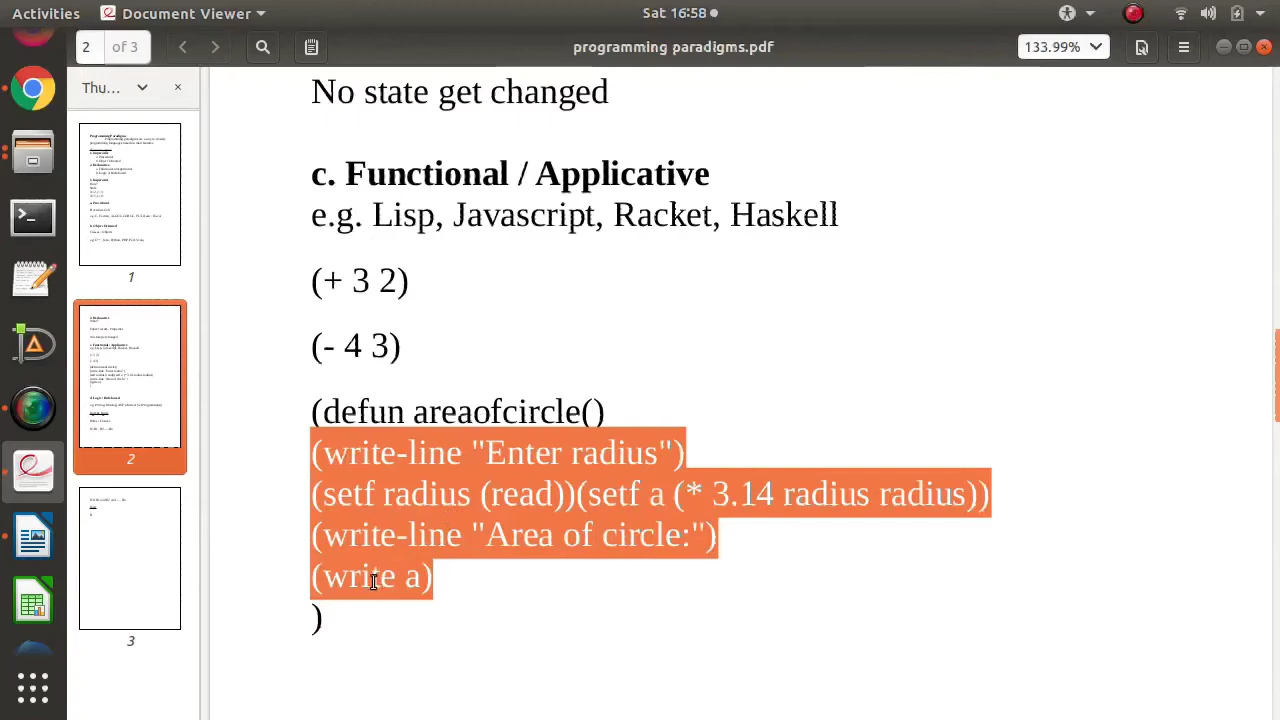 Activities
Document Viewer
Sat 16:58
2 of 3
programming paradigms.pdf
133.99%
Thu...
1
2
3
No state get changed
c. Functional / Applicative
e.g. Lisp, Javascript, Racket, Haskell
(+ 3 2)
(- 4 3)
(defun areaofcircle()
(write-line "Enter radius")
(setf radius (read))(setf a (* 3.14 radius radius))
(write-line "Area of circle:")
(write a)
)